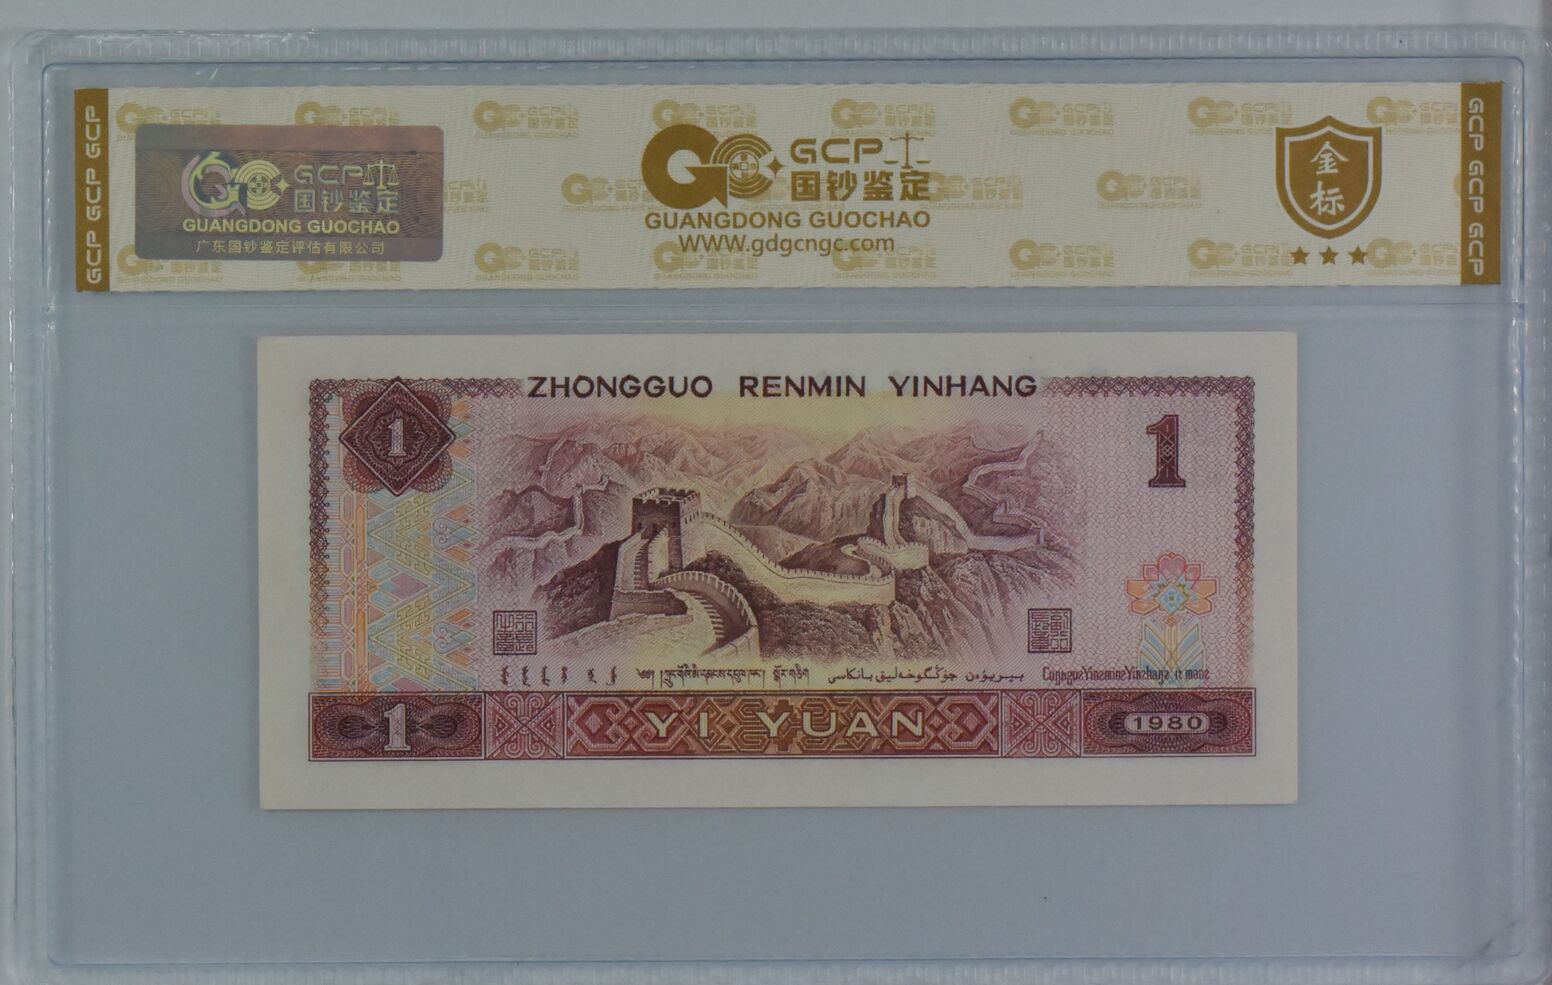 GCP GCP GCP
GCP 国钞鉴定
GUANGDONG GUOCHAO
广东国钞鉴定评估有限公司
GCP
国钞鉴定
GUANGDONG GUOCHAO
WWW.gdgcngc.com
金标
GCP GCP GCP
ZHONGGUO RENMIN YINHANG
1
1
1
YI YUAN
1980